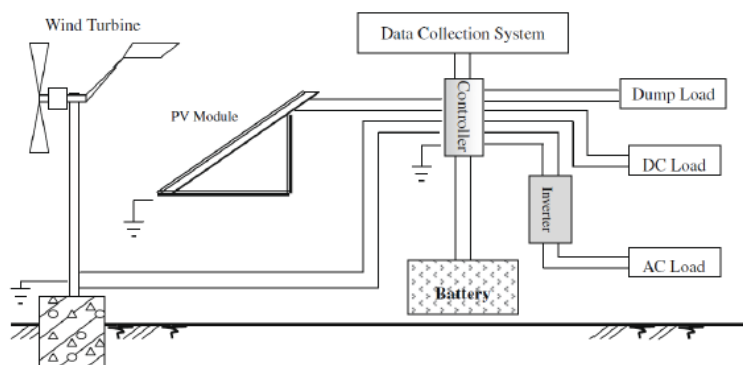 Wind Turbine
Data Collection System
PV Module
Controller
Dump Load
DC Load
Inverter
AC Load
Battery